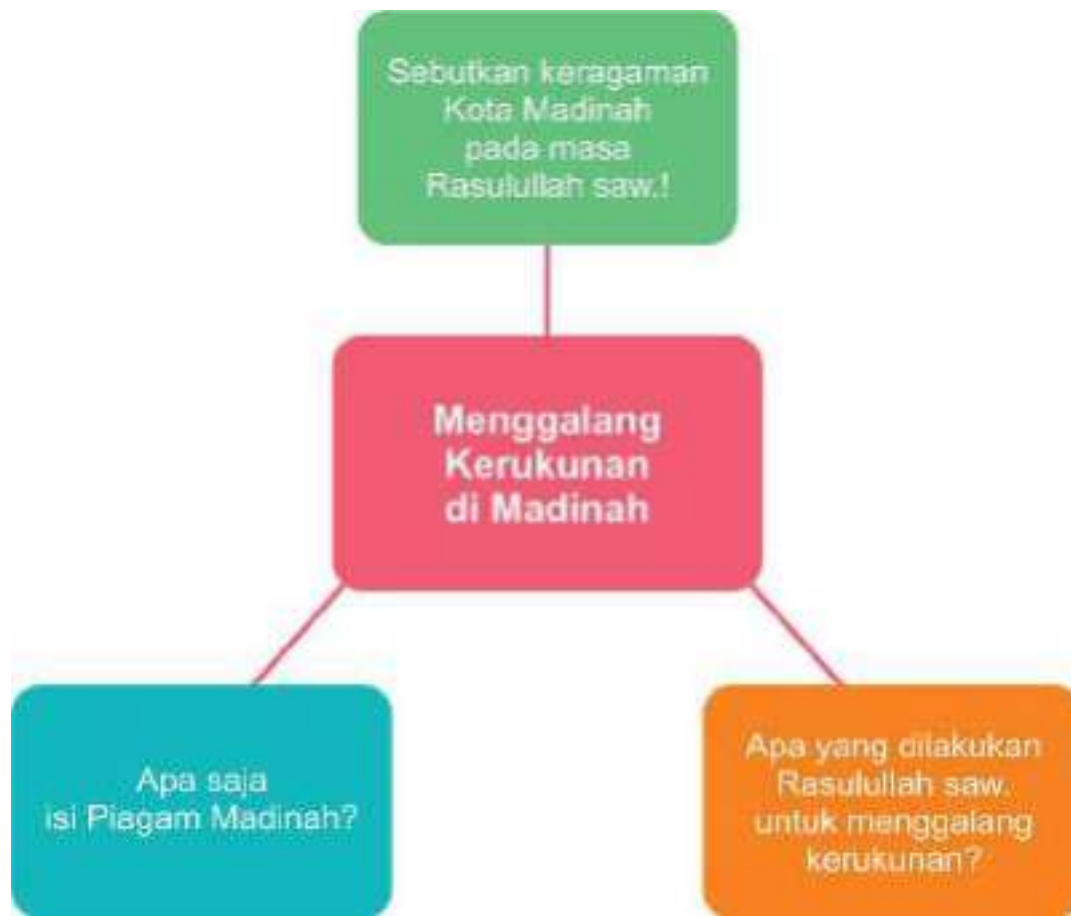 Sebutkan keragaman
Kota Madinah
pada masa
Rasulullah saw.!
Menggalang
Kerukunan
di Madinah
Apa saja
isi Piagam Madinah?
Apa yang dilakukan
Rasulullah saw.
untuk menggalang
kerukunan?